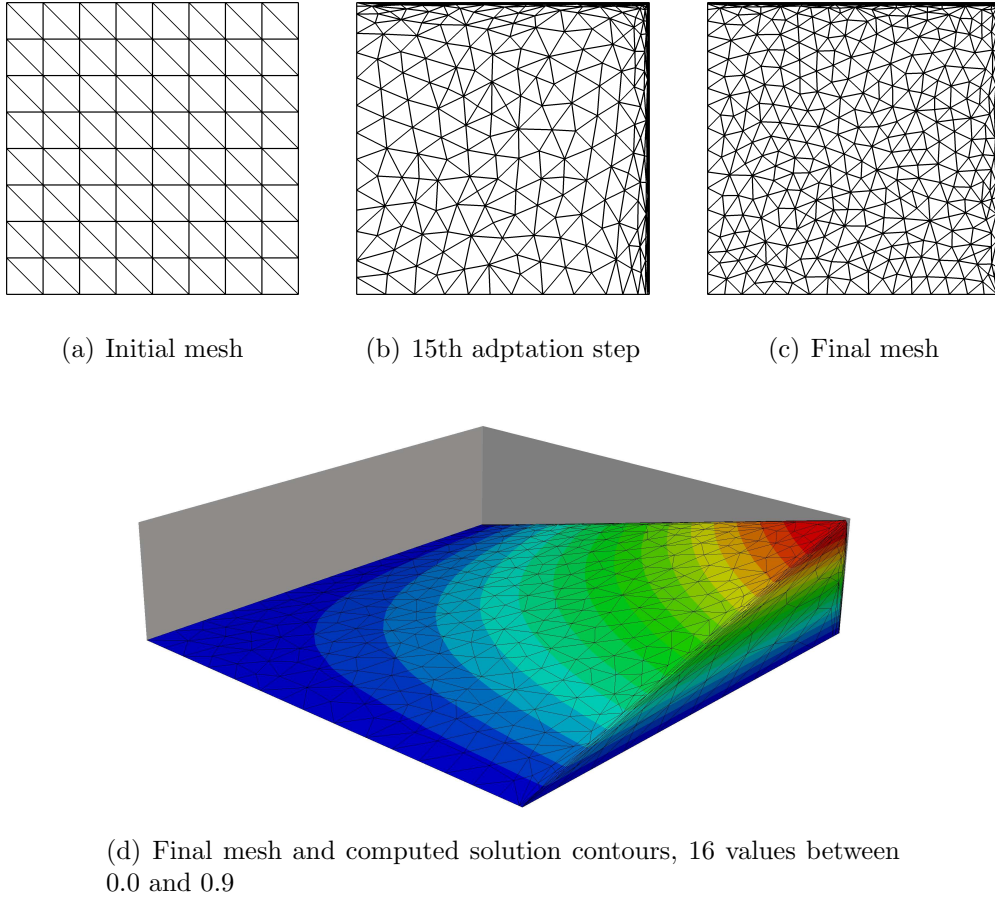 (a) Initial mesh
(b) 15th adptation step
(c) Final mesh
(d) Final mesh and computed solution contours, 16 values between
0.0 and 0.9